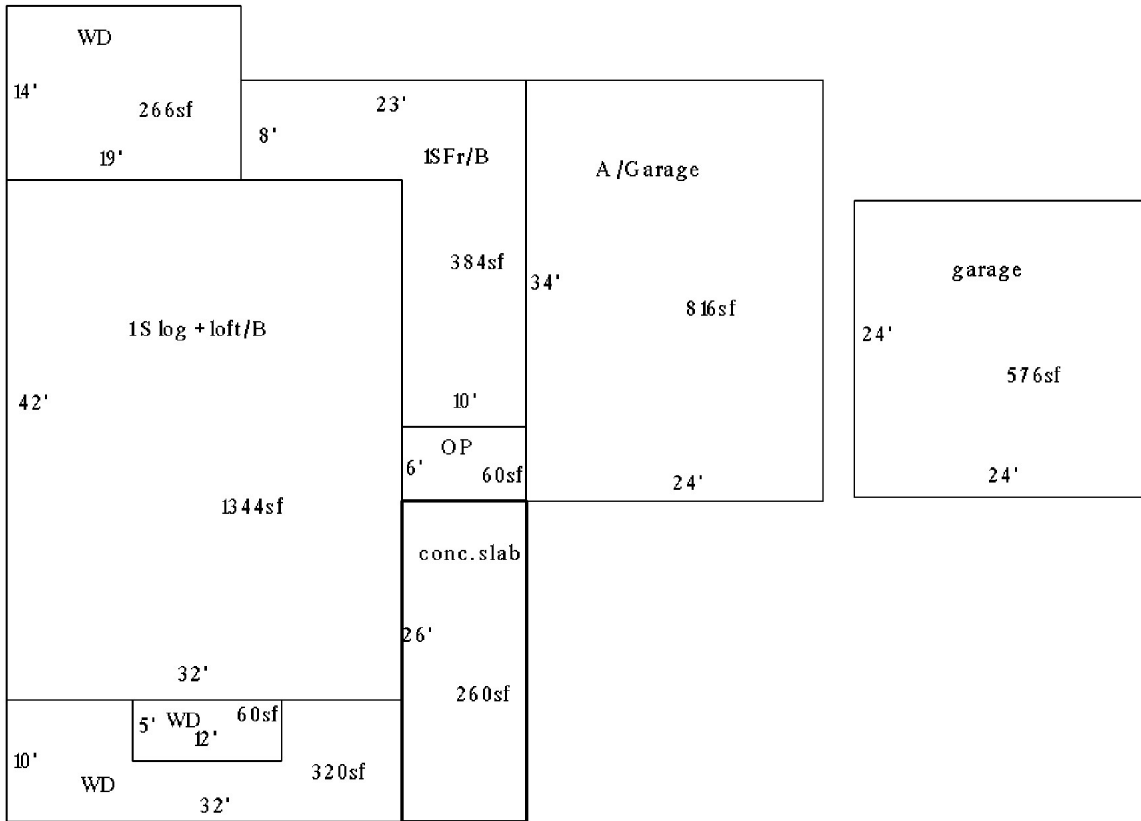 WD
14'
266sf
19'
23'
8'
1SFr/B
384sf
10'
A/Garage
34'
816sf
24'
garage
24'
576sf
24'
1S log + loft/B
42'
1344sf
32'
OP
6'
60sf
conc.slab
26'
260sf
5'
WD
60sf
12'
10'
WD
320sf
32'